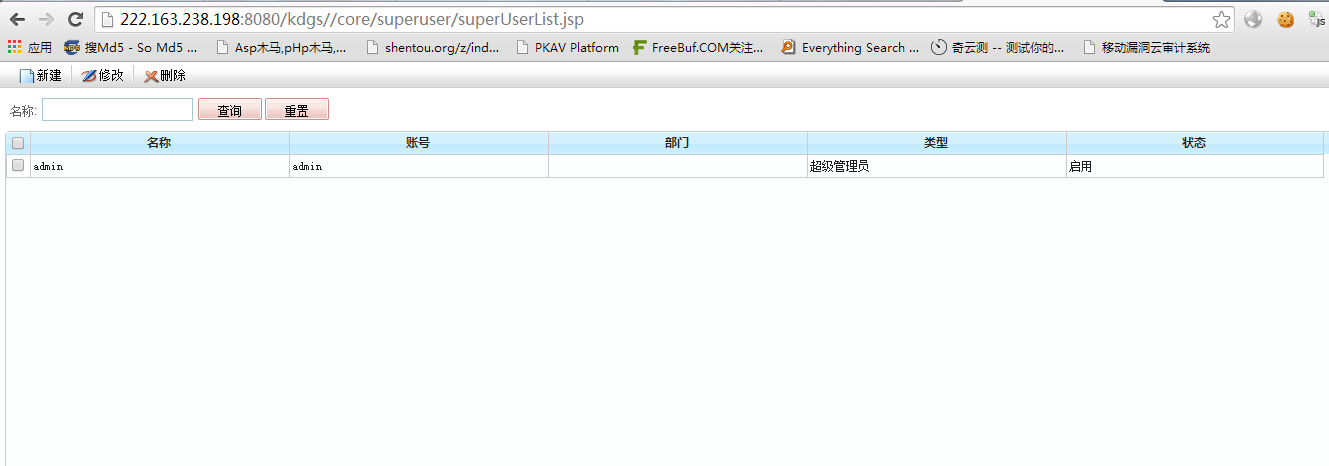 222.163.238.198:8080/kdgs//core/superuser/superUserList.jsp
应用 搜Md5 - So Md5 ... Asp木马,pHp木马,... shentou.org/z/ind... PKAV Platform FreeBuf.COM关注... Everything Search ... 奇云测 -- 测试你的... 移动漏洞云审计系统
新建 修改 删除
名称: 查询 重置
名称 账号 部门 类型 状态
admin admin 超级管理员 启用